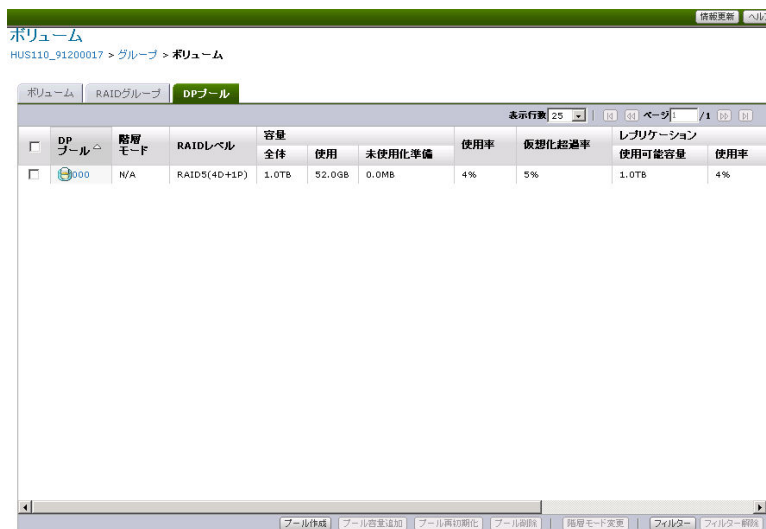 情報更新
ボリューム
HUS110_91200017 > グループ > ボリューム
ボリューム RAIDグループ DPプール
表示行数 25 ページ 1 /1
DPプール 階層モード RAIDレベル 容量 使用率 仮想化超過率 レプリケーション
全体 使用 未使用化準備 使用可能容量 使用率
000 N/A RAID5(4D+1P) 1.0TB 52.0GB 0.0MB 4% 5% 1.0TB 4%
プール作成 プール容量追加 プール再初期化 プール削除 | 階層モード変更 | フィルター フィルター解除